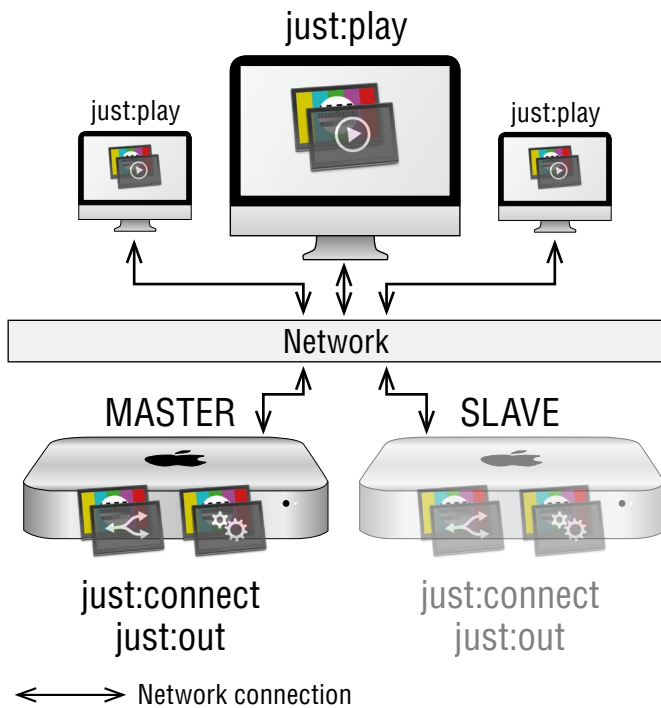 just:play
just:play
just:play
Network
MASTER
SLAVE
just:connect
just:out
just:connect
just:out
Network connection